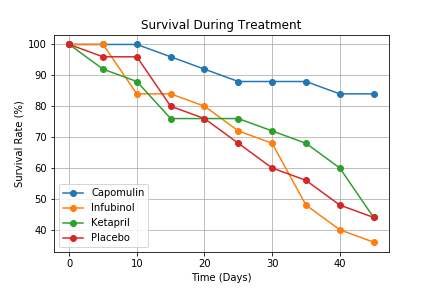 Survival During Treatment
100
90
80
70
60
50
40
Survival Rate (%)
Capomulin
Infubinol
Ketapril
Placebo
0
10
20
30
40
Time (Days)